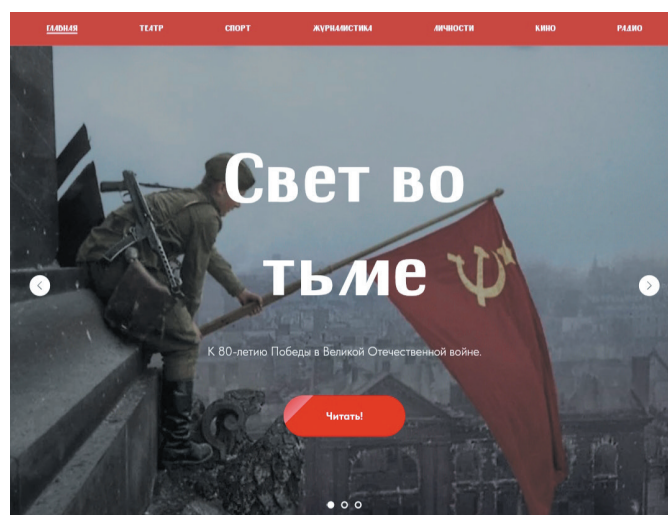 ГЛАВНАЯ
ТЕАТР
СПОРТ
ЖУРНАЛИСТИКА
ЛИЧНОСТИ
КИНО
РАДИО
Свет во
тьме
К 80-летию Победы в Великой Отечественной войне.
Читать!